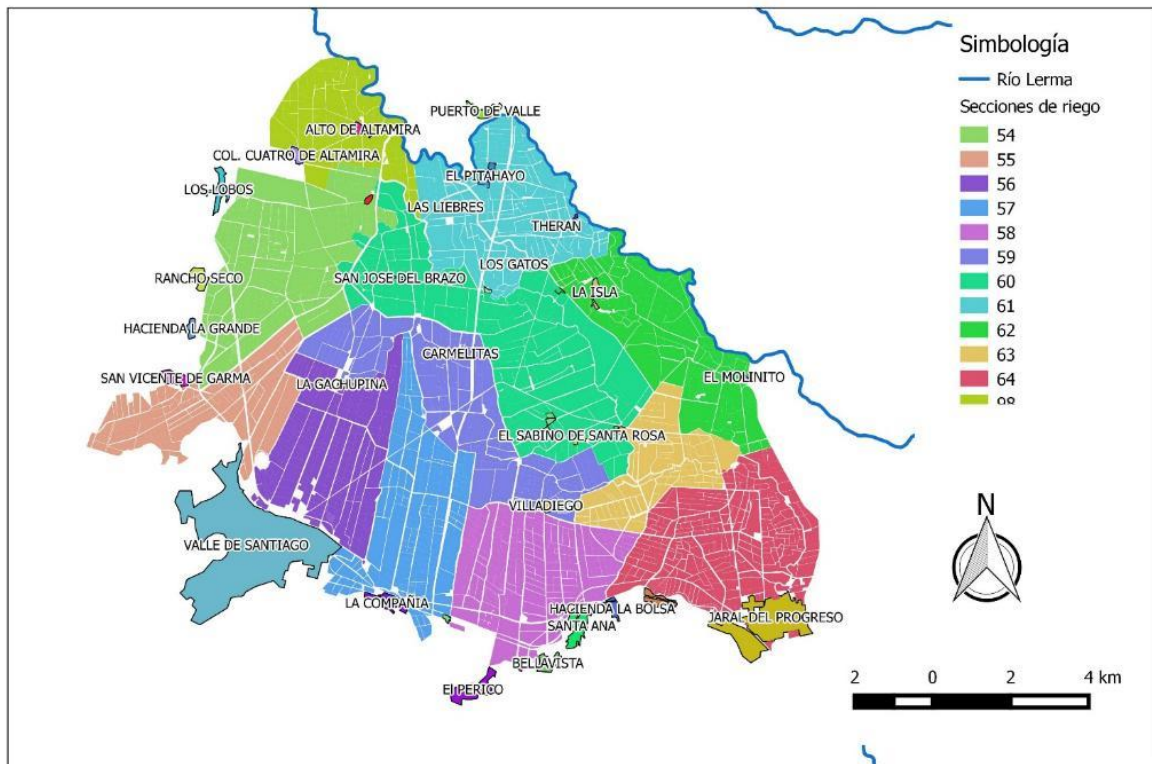 Simbología
Río Lerma
Secciones de riego
54
55
56
57
58
59
60
61
62
63
64
98
PUERTO DE VALLE
ALTO DE ALTAMIRA
COL. CUATRO DE ALTAMIRA
EL PITAHAYO
LOS LOBOS
LAS LIEBRES
THERAN
LOS GATOS
RANCHO SECO
SAN JOSE DEL BRAZO
LA ISLA
HACIENDA LA GRANDE
CARMELITAS
SAN VICENTE DE GARMA
LA GACHUPINA
EL MOLINITO
EL SABINO DE SANTA ROSA
VILLADIEGO
VALLE DE SANTIAGO
LA COMPAÑIA
HACIENDA LA BOLSA
SANTA ANA
JARAL DEL PROGRESO
BELLAVISTA
El PERICO
N
2 0 2 4 km